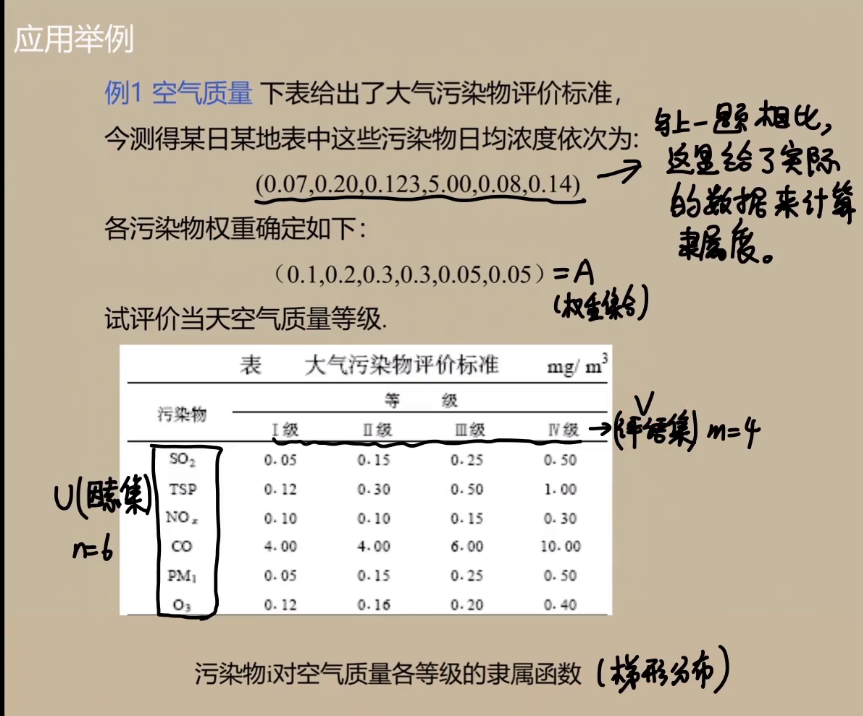 应用举例
例1 空气质量 下表给出了大气污染物评价标准，
今测得某日某地表中这些污染物日均浓度依次为:
(0.07,0.20,0.123,5.00,0.08,0.14)
与上一题相比，
这里给了实际
的数据来计算
隶属度。
各污染物权重确定如下：
（0.1,0.2,0.3,0.3,0.05,0.05） =A
(权重集合)
试评价当天空气质量等级.
表 大气污染物评价标准 mg/ m³
污染物 等 级
Ⅰ级 Ⅱ级 Ⅲ级 Ⅳ级
V
(评语集) m=4
SO₂ 0.05 0.15 0.25 0.50
TSP 0.12 0.30 0.50 1.00
NOₓ 0.10 0.10 0.15 0.30
CO 4.00 4.00 6.00 10.00
PM₁ 0.05 0.15 0.25 0.50
O₃ 0.12 0.16 0.20 0.40
U(因素集)
n=6
污染物i对空气质量各等级的隶属函数 (梯形分布)